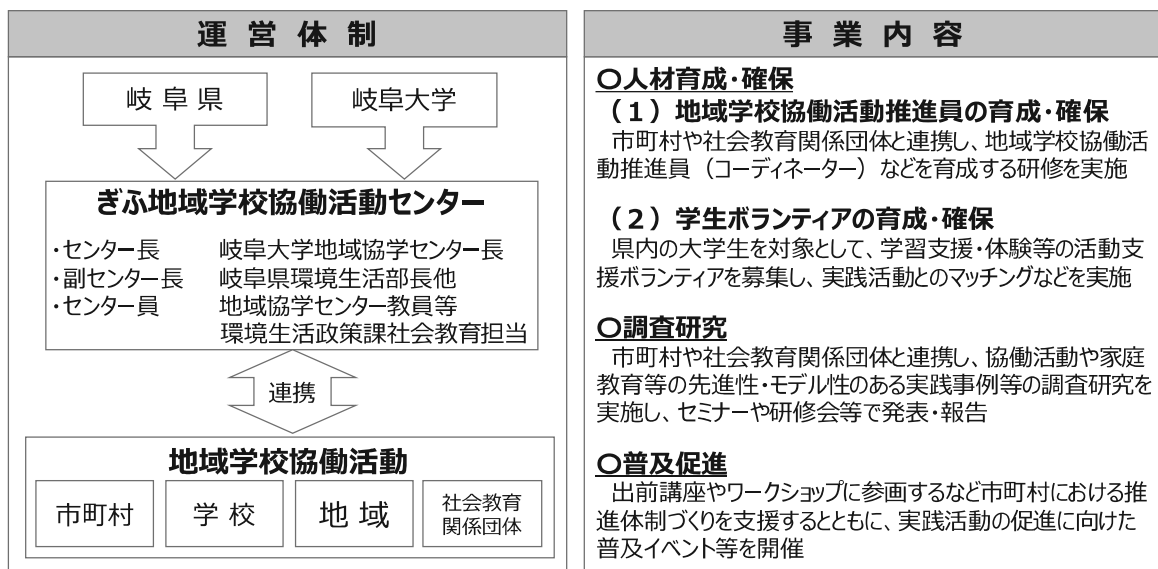 運営体制
岐阜県
岐阜大学
ぎふ地域学校協働活動センター
・センター長 岐阜大学地域協学センター長
・副センター長 岐阜県環境生活部長他
・センター員 地域協学センター教員等
環境生活政策課社会教育担当
連携
地域学校協働活動
市町村
学校
地域
社会教育
関係団体
事業内容
〇人材育成・確保
（１）地域学校協働活動推進員の育成・確保
市町村や社会教育関係団体と連携し、地域学校協働活
動推進員（コーディネーター）などを育成する研修を実施
（２）学生ボランティアの育成・確保
県内の大学生を対象として、学習支援・体験等の活動支
援ボランティアを募集し、実践活動とのマッチングなどを実施
〇調査研究
市町村や社会教育関係団体と連携し、協働活動や家庭
教育等の先進性・モデル性のある実践事例等の調査研究を
実施し、セミナーや研修会等で発表・報告
〇普及促進
出前講座やワークショップに参画するなど市町村における推
進体制づくりを支援するとともに、実践活動の促進に向けた
普及イベント等を開催